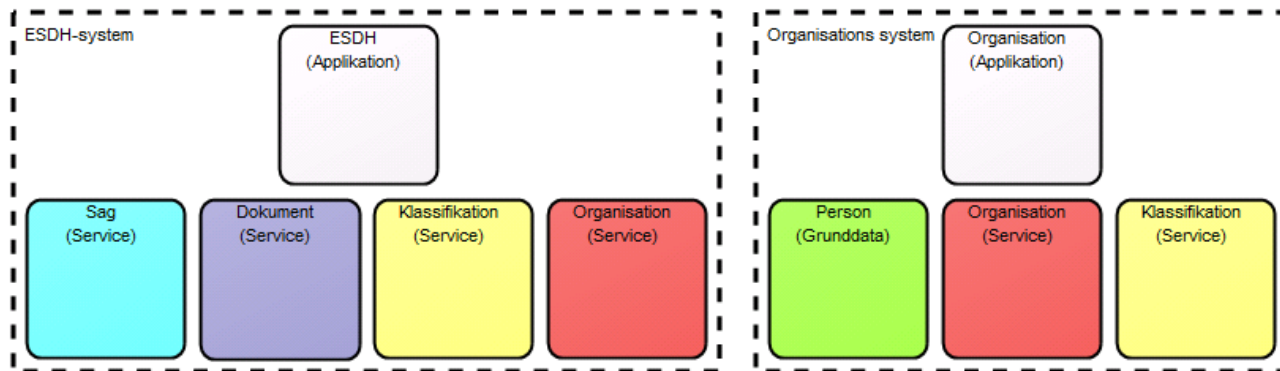 ESDH-system
ESDH
(Applikation)
Sag
(Service)
Dokument
(Service)
Klassifikation
(Service)
Organisation
(Service)
Organisations system
Organisation
(Applikation)
Person
(Grunddata)
Organisation
(Service)
Klassifikation
(Service)